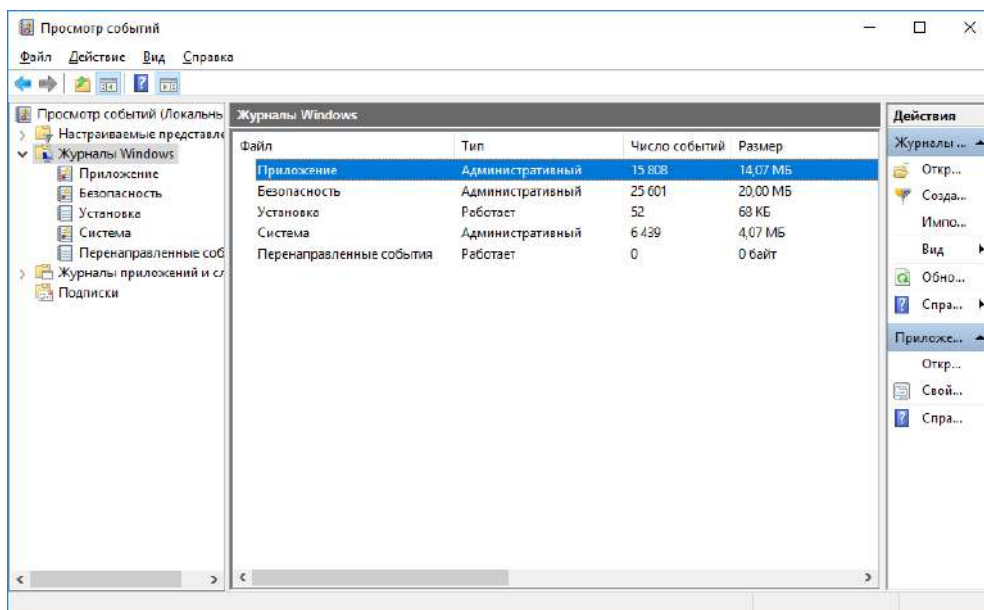 Просмотр событий
Файл Действие Вид Справка
Просмотр событий (Локальнь
Настраиваемые представле
Журналы Windows
Приложение
Безопасность
Установка
Система
Перенаправленные соб
Журналы приложений и сл
Подписки
Журналы Windows
Файл Тип Число событий Размер
Приложение Административный 15 808 14,07 МБ
Безопасность Административный 25 601 20,00 МБ
Установка Работает 52 68 КБ
Система Административный 6 439 4,07 МБ
Перенаправленные события Работает 0 0 байт
Действия
Журналы ...
Откр...
Созда...
Импо...
Вид
Обно...
Спра...
Приложе...
Откр...
Свой...
Спра...